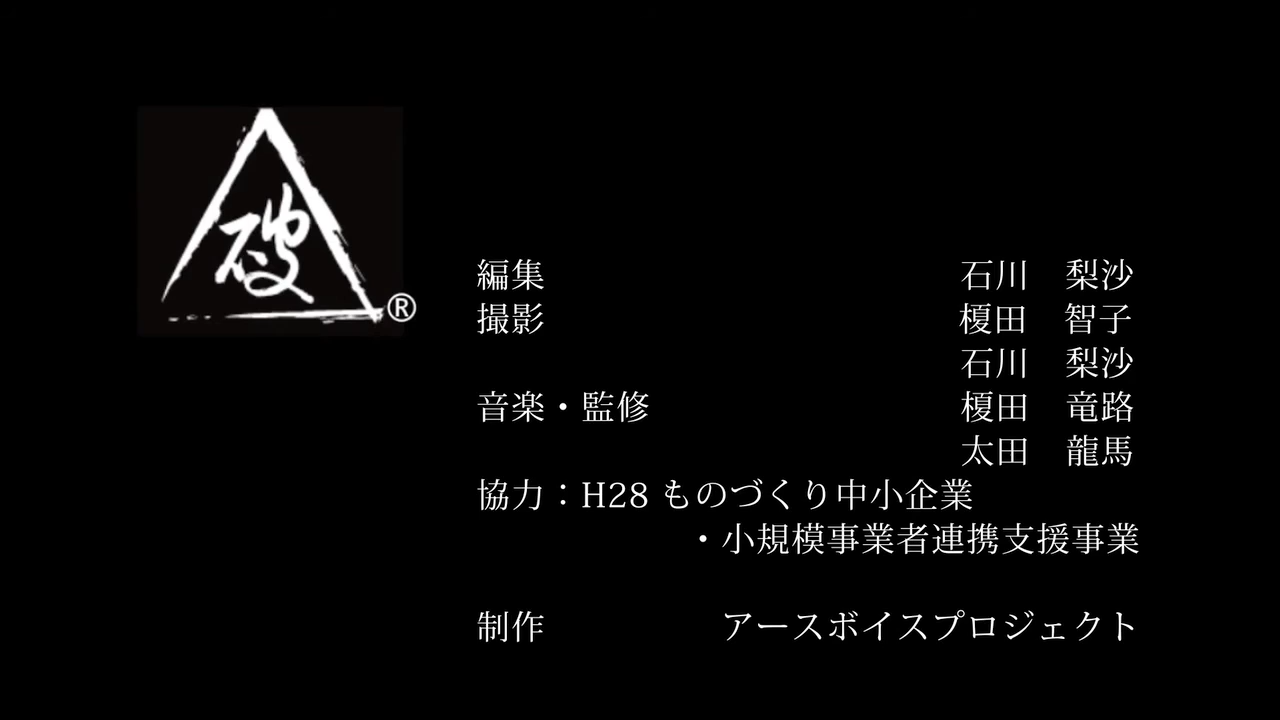 破
®
編集 石川 梨沙
撮影 榎田 智子
石川 梨沙
音楽・監修 榎田 竜路
太田 龍馬
協力：H28 ものづくり中小企業
・小規模事業者連携支援事業
制作 アースボイスプロジェクト